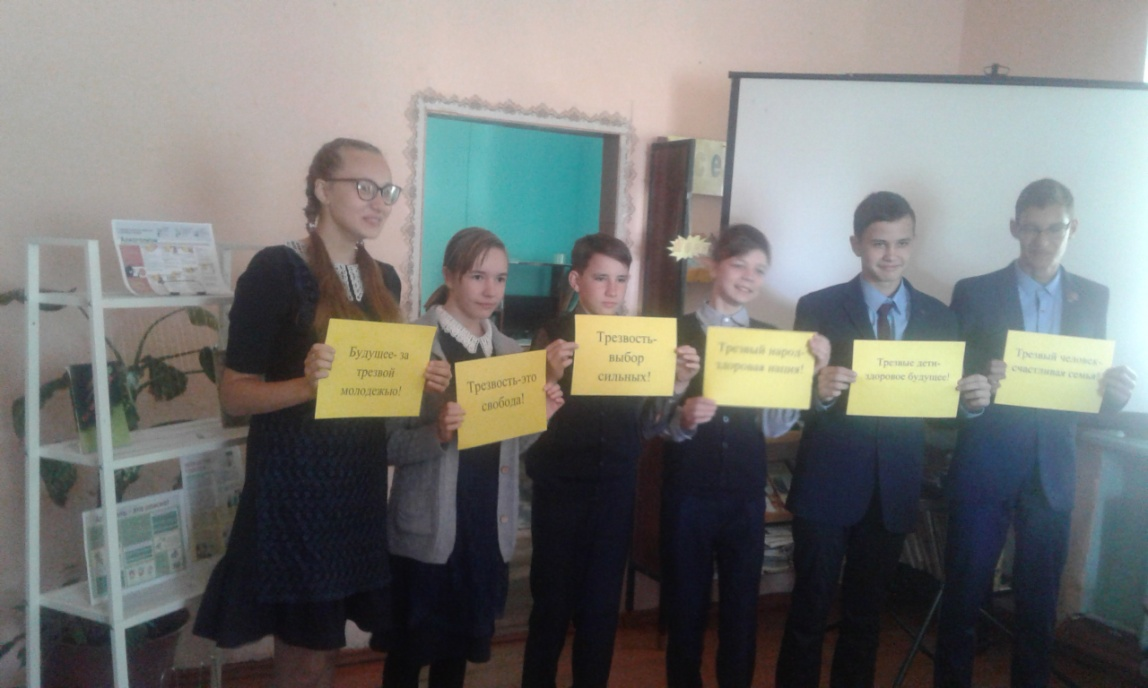 Будущее- за
трезвой
молодежью!
Трезвость-это
свобода!
Трезвость-
выбор
сильных!
Трезвый народ-
здоровая нация!
Трезвые дети-
здоровое будущее!
Трезвый человек-
счастливая семья!